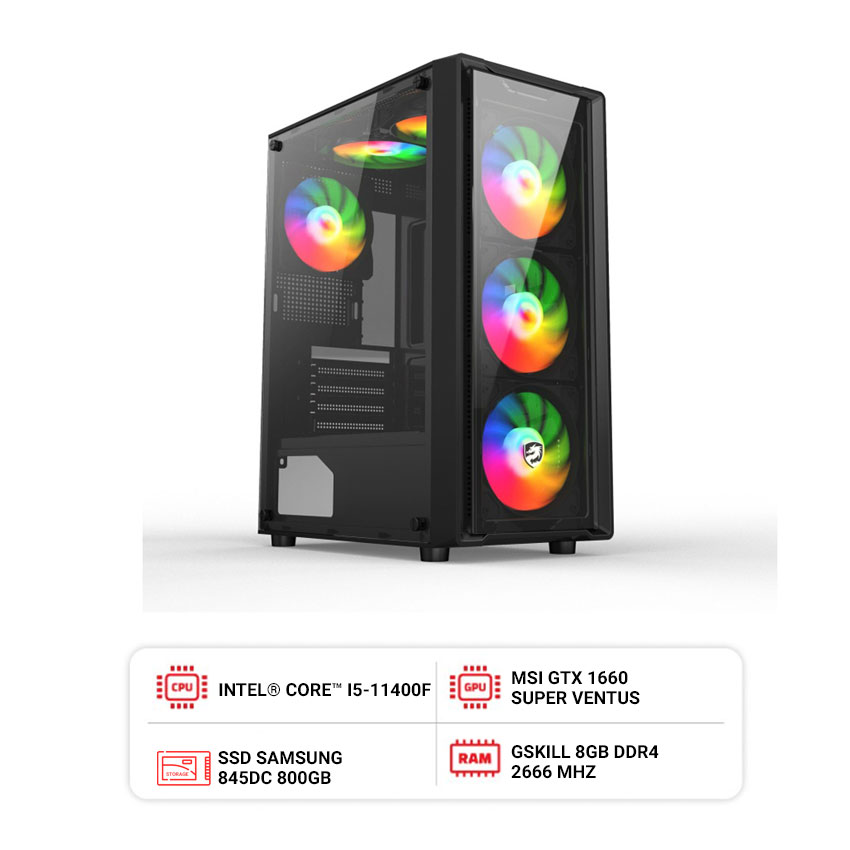 CPU
INTEL® CORE™ I5-11400F
GPU
MSI GTX 1660
SUPER VENTUS
STORAGE
SSD SAMSUNG
845DC 800GB
RAM
GSKILL 8GB DDR4
2666 MHZ